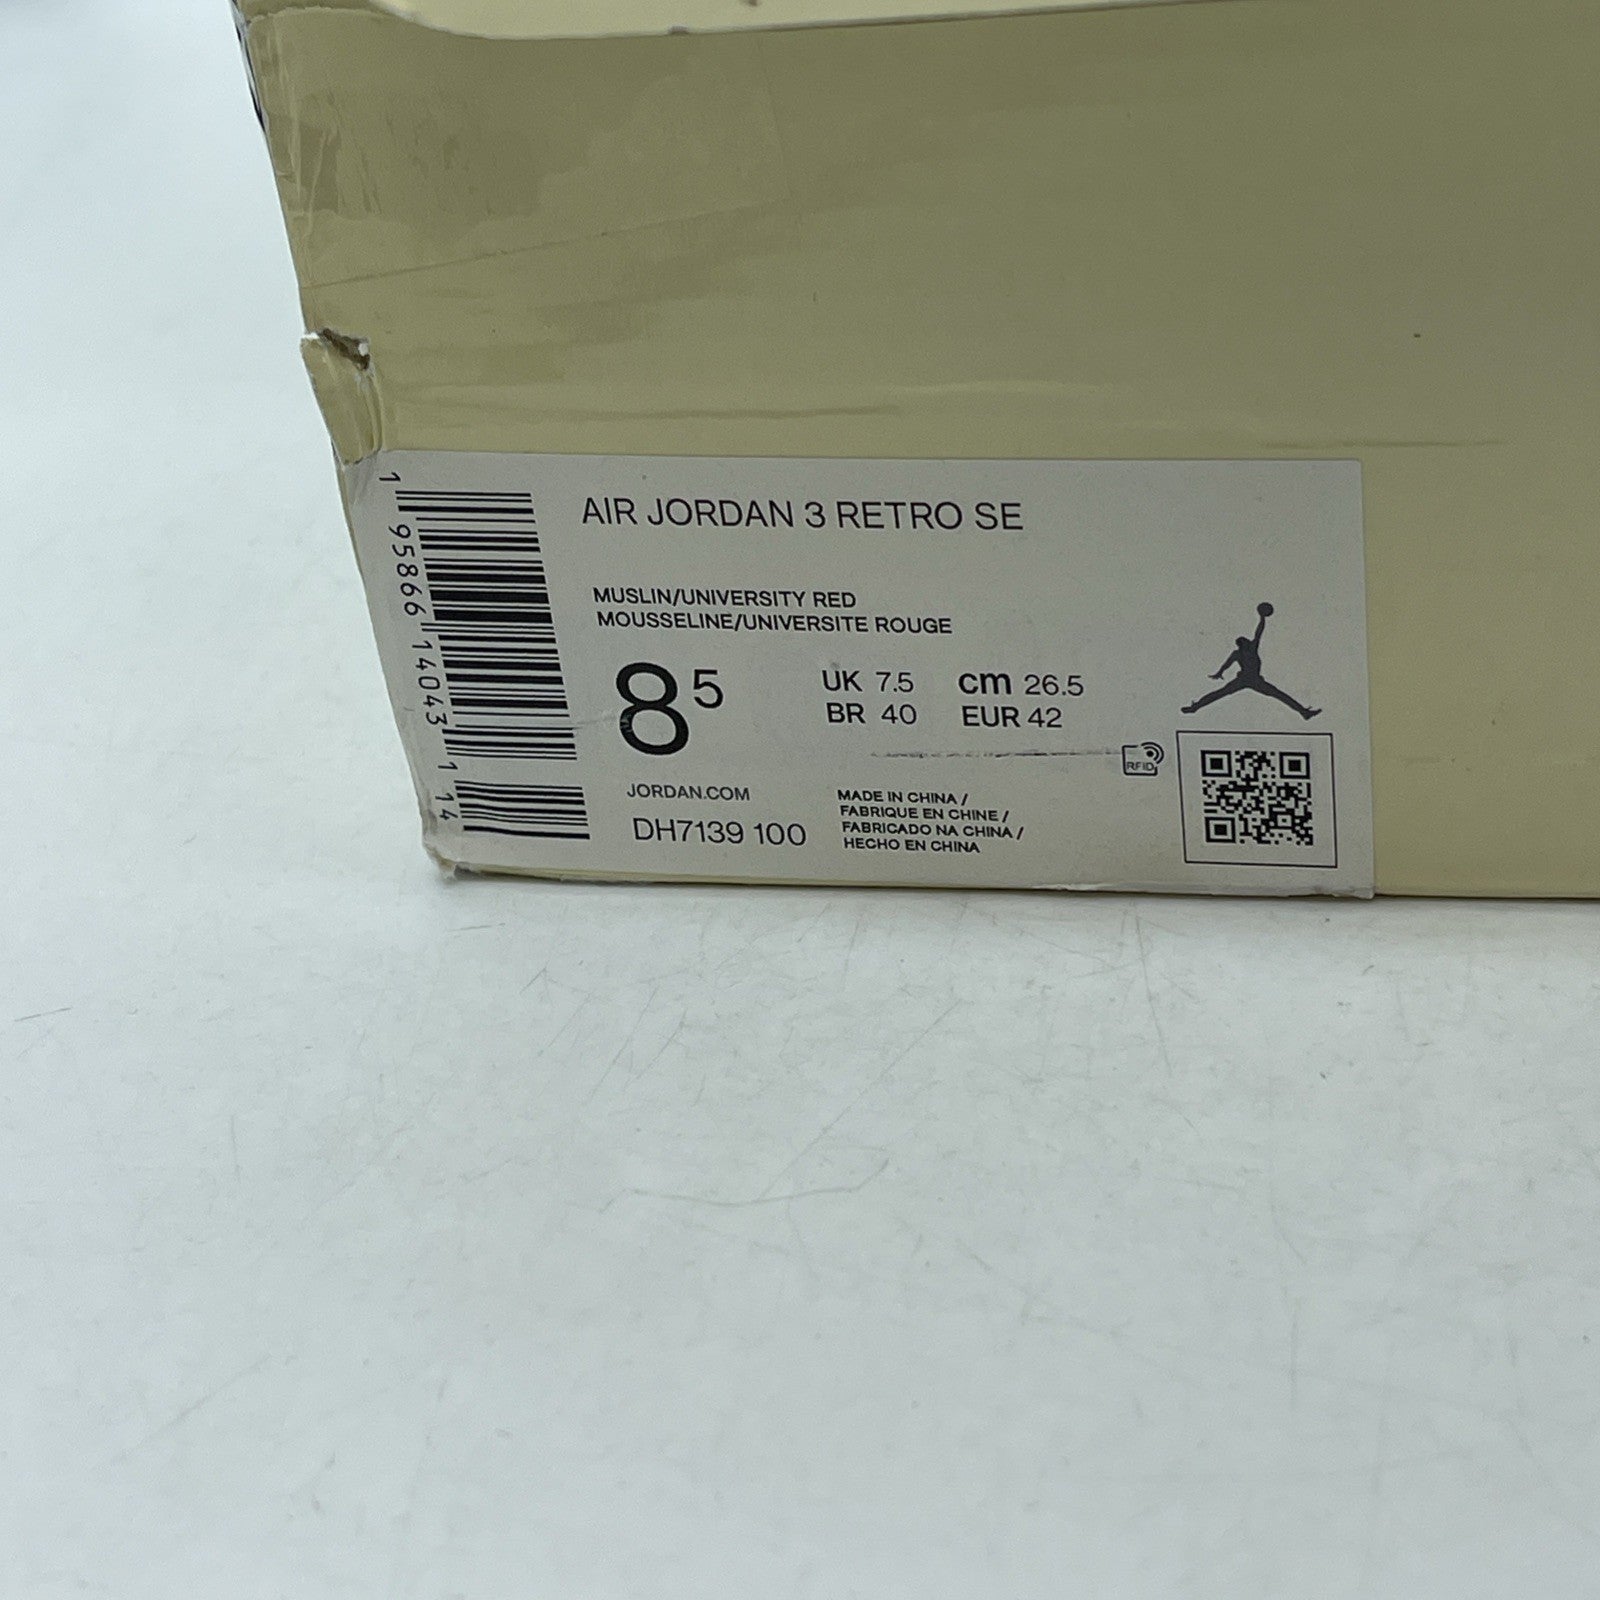 AIR JORDAN 3 RETRO SE
MUSLIN/UNIVERSITY RED
MOUSSELINE/UNIVERSITE ROUGE
8 5
UK 7.5 cm 26.5
BR 40 EUR 42
RFID
JORDAN.COM
DH7139 100
MADE IN CHINA /
FABRIQUE EN CHINE /
FABRICADO NA CHINA /
HECHO EN CHINA
1 95866 14043 1 14